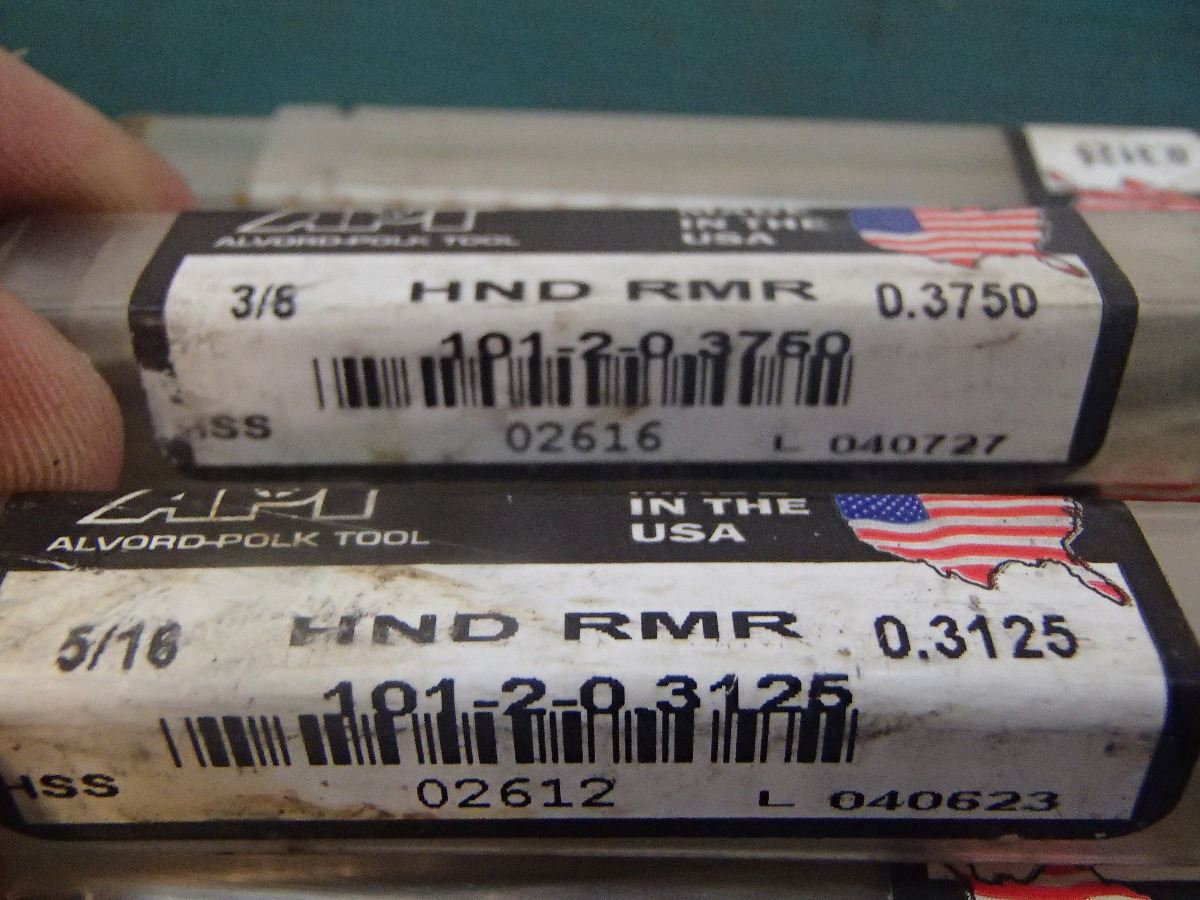 0.3125
ALVORD-POLK TOOL
IN THE
USA
3/8 HND RMR 0.3750
101-2-0.3750
HSS 02616 L 040727
ALVORD-POLK TOOL
IN THE
USA
5/16 HND RMR 0.3125
101-2-0.3125
HSS 02612 L 040623